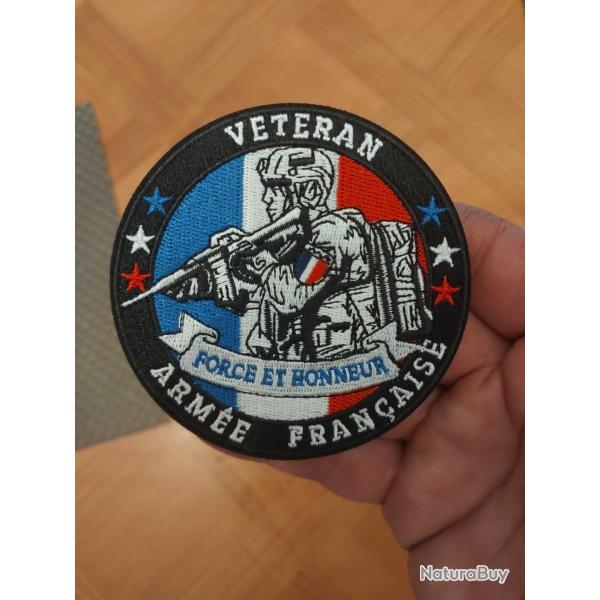 VETERAN
FORCE ET HONNEUR
ARMÉE FRANÇAISE
NaturaBuy